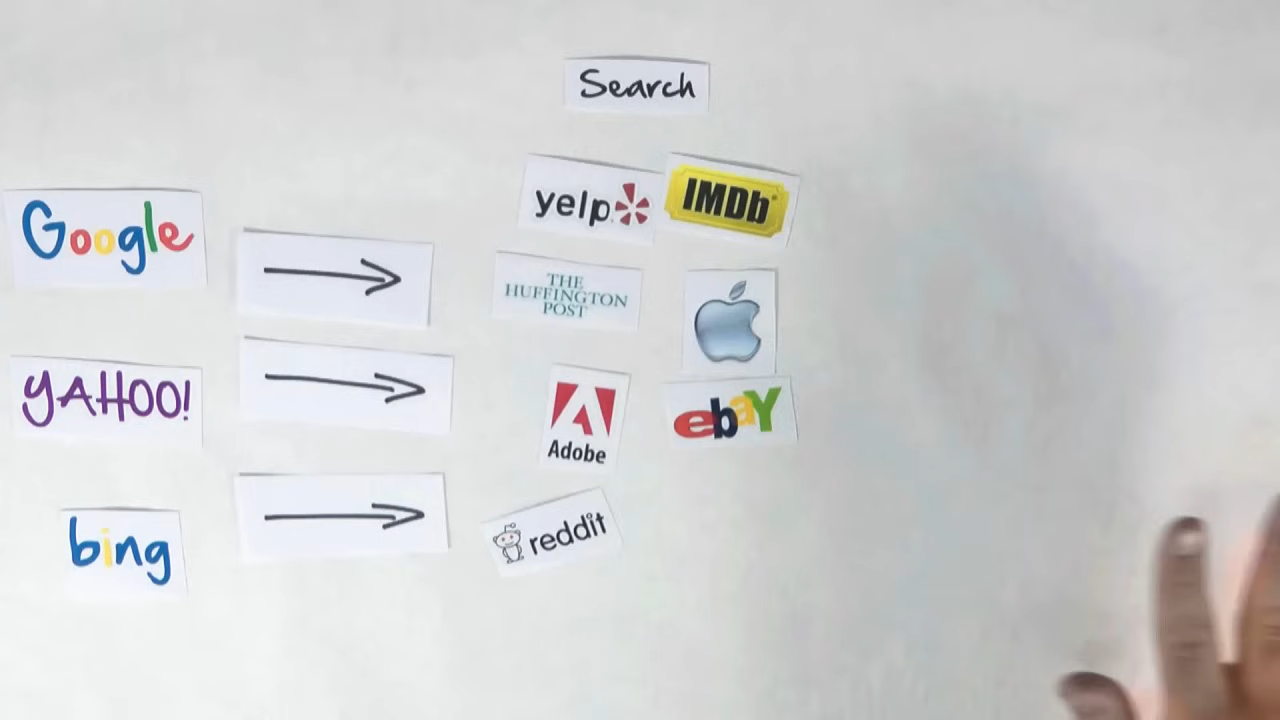 Search
Google
yelp
IMDb
THE
HUFFINGTON
POST
YAHOO!
Adobe
ebaY
bing
reddit